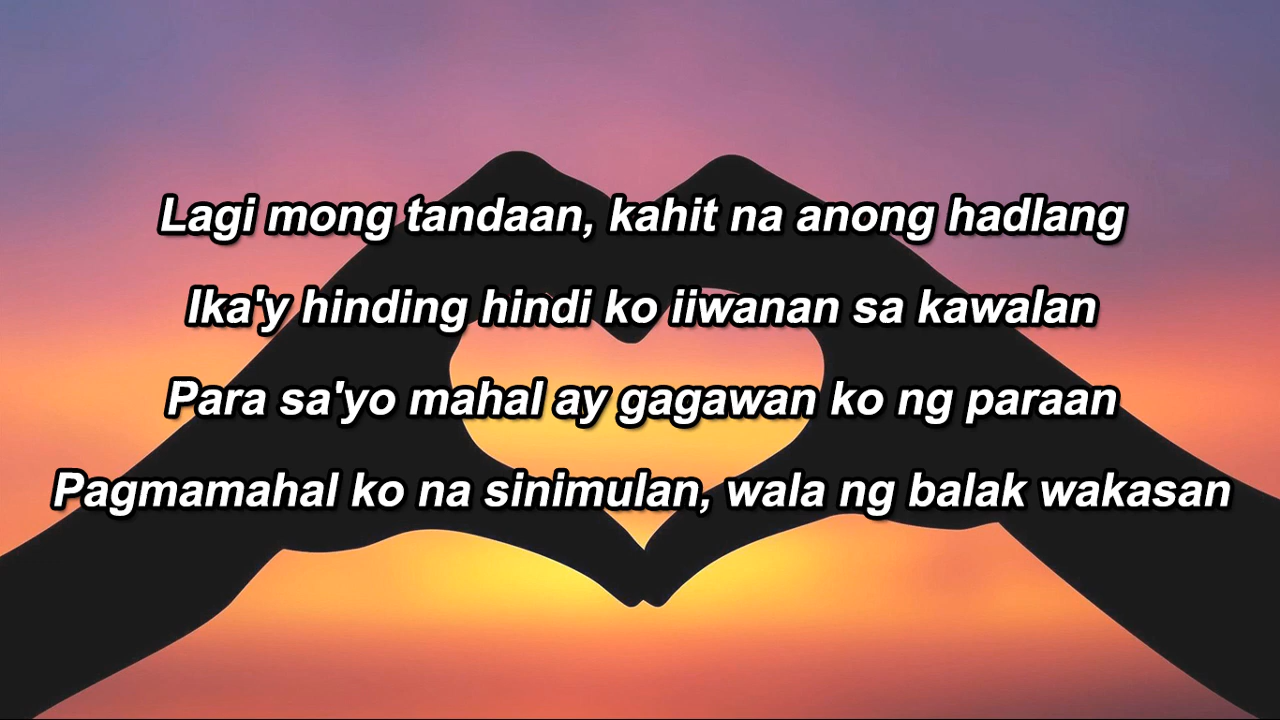 Lagi mong tandaan, kahit na anong hadlang
Ika'y hinding hindi ko iiwanan sa kawalan
Para sa'yo mahal ay gagawan ko ng paraan
Pagmamahal ko na sinimulan, wala ng balak wakasan